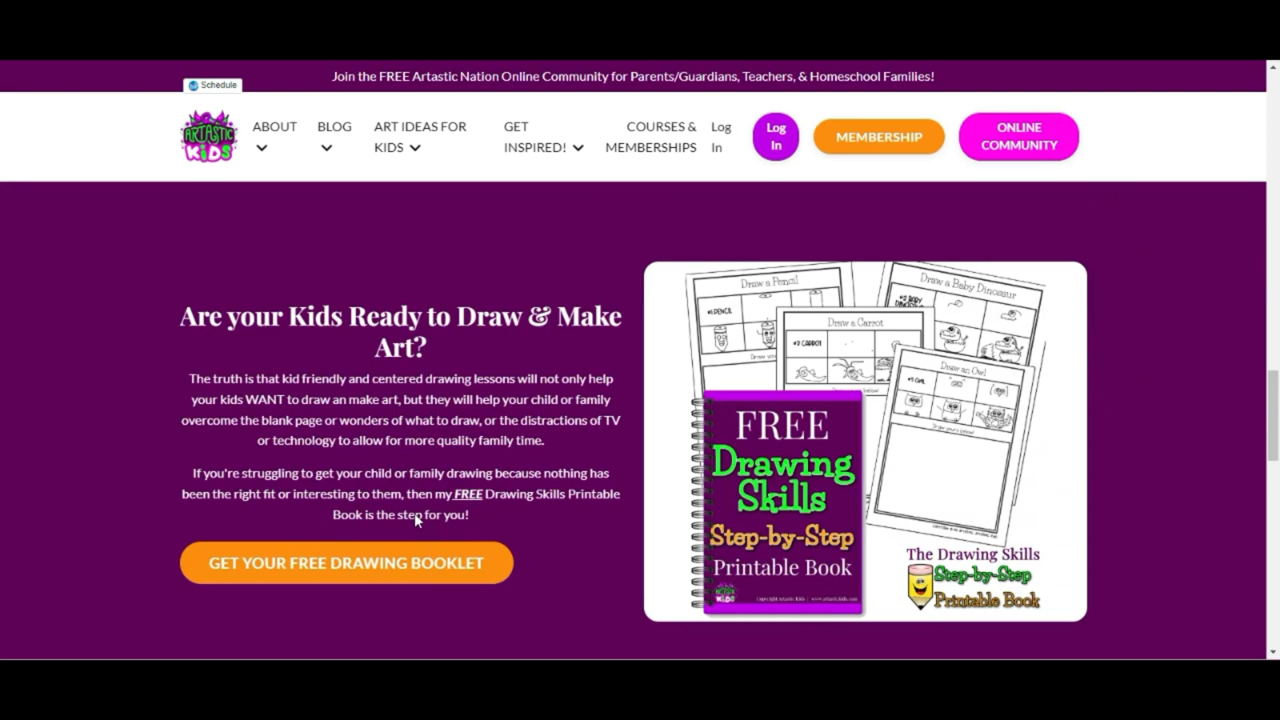 Join the FREE Artastic Nation Online Community for Parents/Guardians, Teachers, & Homeschool Families!
Schedule
ARTASTIC
KiDS
ABOUT
BLOG
ART IDEAS FOR
KIDS
GET
INSPIRED!
COURSES &
MEMBERSHIPS
Log
In
Log
In
MEMBERSHIP
ONLINE
COMMUNITY
Are your Kids Ready to Draw & Make
Art?
The truth is that kid friendly and centered drawing lessons will not only help
your kids WANT to draw an make art, but they will help your child or family
overcome the blank page or wonders of what to draw, or the distractions of TV
or technology to allow for more quality family time.
If you're struggling to get your child or family drawing because nothing has
been the right fit or interesting to them, then my FREE Drawing Skills Printable
Book is the step for you!
GET YOUR FREE DRAWING BOOKLET
Draw a Pencil
#1 PENCIL
Draw a Baby Dinosaur
Draw a Carrot
#9 CARROT
Draw an Owl
FREE
Drawing
Skills
Step-by-Step
Printable Book
The Drawing Skills
Step-by-Step
Printable Book